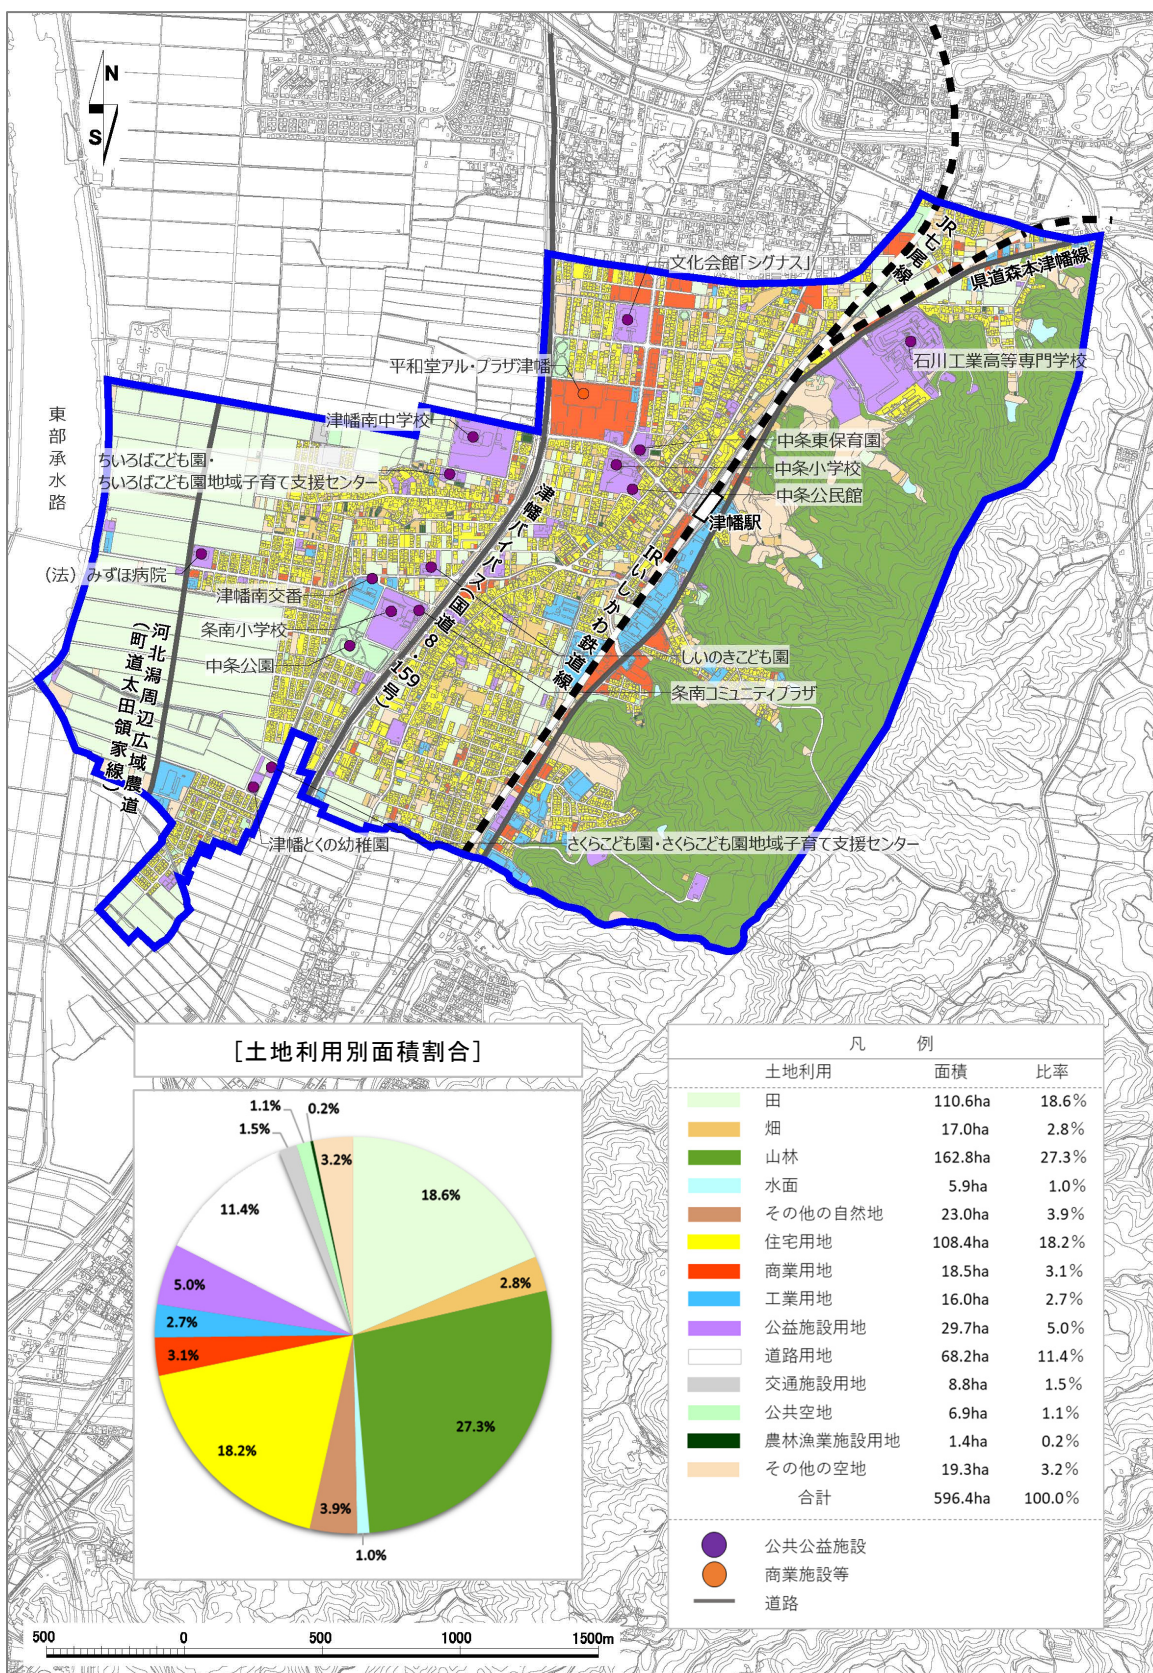 N
S
文化会館「シグナス」
JR七尾線
県道森本津幡線
石川工業高等専門学校
平和堂アル・プラザ津幡
東部承水路
津幡南中学校
ちいろばこども園・
ちいろばこども園地域子育て支援センター
中条東保育園
中条小学校
中条公民館
津幡駅
津幡バイパス(国道8・159号)
IRいしかわ鉄道線
(法) みずほ病院
津幡南交番
条南小学校
中条公園
しいのきこども園
条南コミュニティプラザ
河北潟周辺広域農道
(町道太田領家線)
津幡とくの幼稚園
さくらこども園・さくらこども園地域子育て支援センター
[土地利用別面積割合]
1.1%
0.2%
1.5%
3.2%
18.6%
11.4%
2.8%
5.0%
2.7%
3.1%
27.3%
18.2%
3.9%
1.0%
凡 例
土地利用 面積 比率
田 110.6ha 18.6%
畑 17.0ha 2.8%
山林 162.8ha 27.3%
水面 5.9ha 1.0%
その他の自然地 23.0ha 3.9%
住宅用地 108.4ha 18.2%
商業用地 18.5ha 3.1%
工業用地 16.0ha 2.7%
公益施設用地 29.7ha 5.0%
道路用地 68.2ha 11.4%
交通施設用地 8.8ha 1.5%
公共空地 6.9ha 1.1%
農林漁業施設用地 1.4ha 0.2%
その他の空地 19.3ha 3.2%
合計 596.4ha 100.0%
公共公益施設
商業施設等
道路
500 0 500 1000 1500m